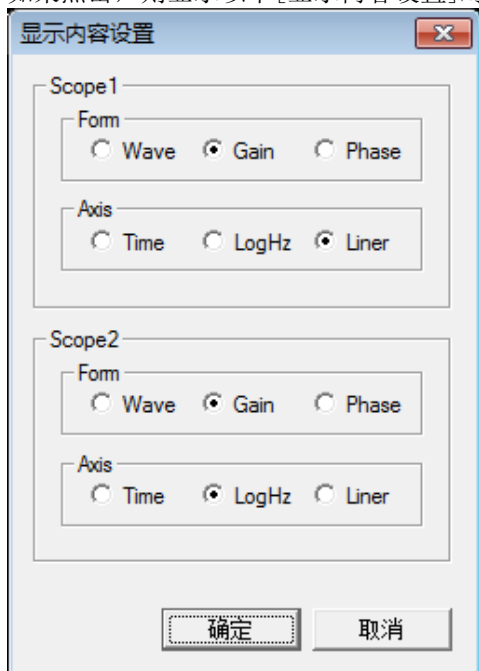 显示内容设置
Scope1
Form
Wave Gain Phase
Axis
Time LogHz Liner
Scope2
Form
Wave Gain Phase
Axis
Time LogHz Liner
确定 取消